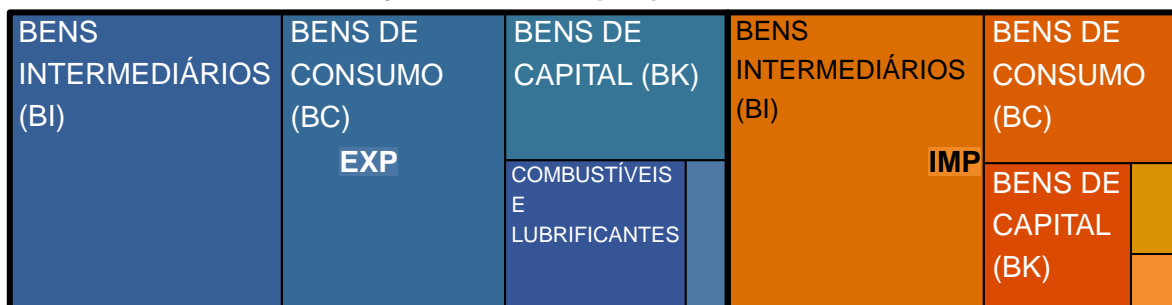 BENS
INTERMEDIÁRIOS
(BI)
BENS DE
CONSUMO
(BC)
EXP
BENS DE
CAPITAL (BK)
COMBUSTÍVEIS
E
LUBRIFICANTES
BENS
INTERMEDIÁRIOS
(BI)
IMP
BENS DE
CONSUMO
(BC)
BENS DE
CAPITAL
(BK)